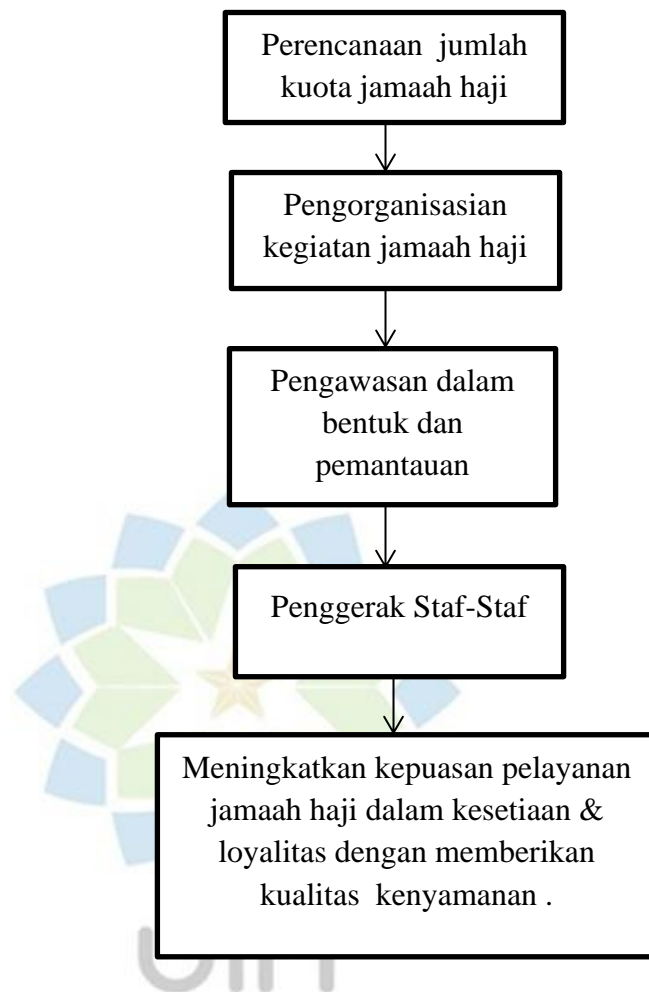 Perencanaan jumlah
kuota jamaah haji
Pengorganisasian
kegiatan jamaah haji
Pengawasan dalam
bentuk dan
pemantauan
Penggerak Staf-Staf
Meningkatkan kepuasan pelayanan
jamaah haji dalam kesetiaan &
loyalitas dengan memberikan
kualitas kenyamanan .